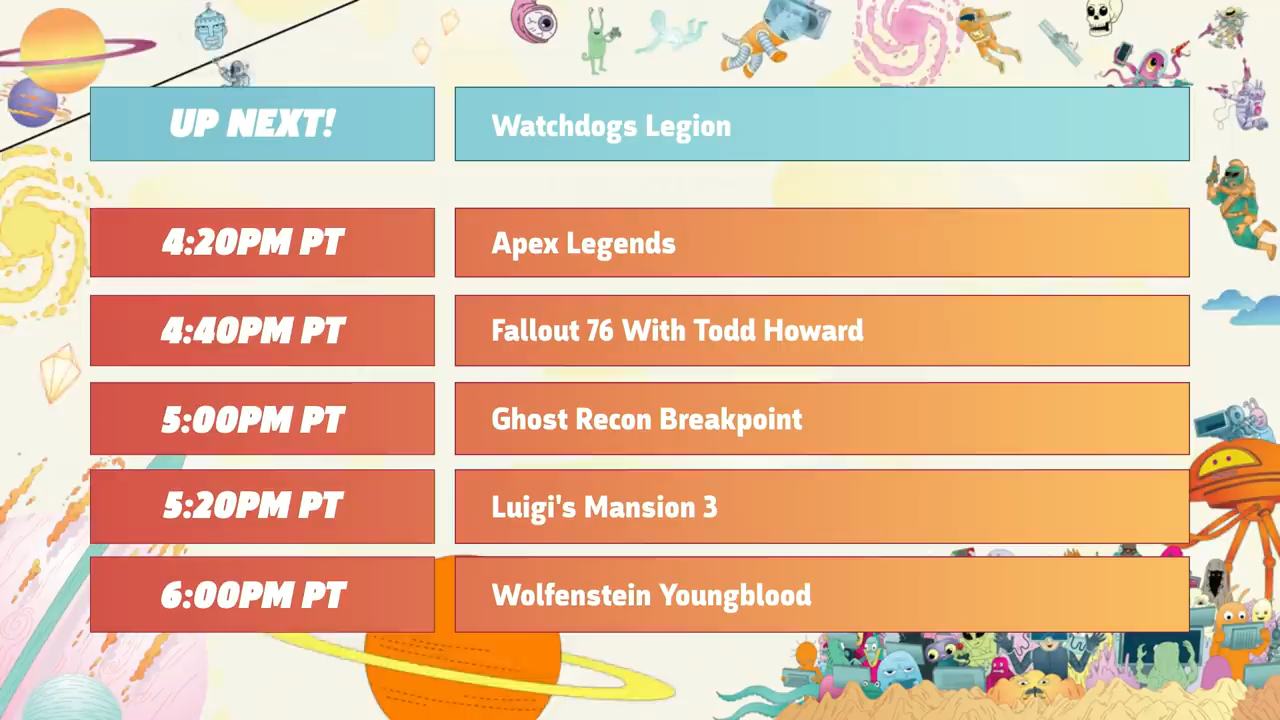 UP NEXT!
Watchdogs Legion
4:20PM PT
Apex Legends
4:40PM PT
Fallout 76 With Todd Howard
5:00PM PT
Ghost Recon Breakpoint
5:20PM PT
Luigi's Mansion 3
6:00PM PT
Wolfenstein Youngblood